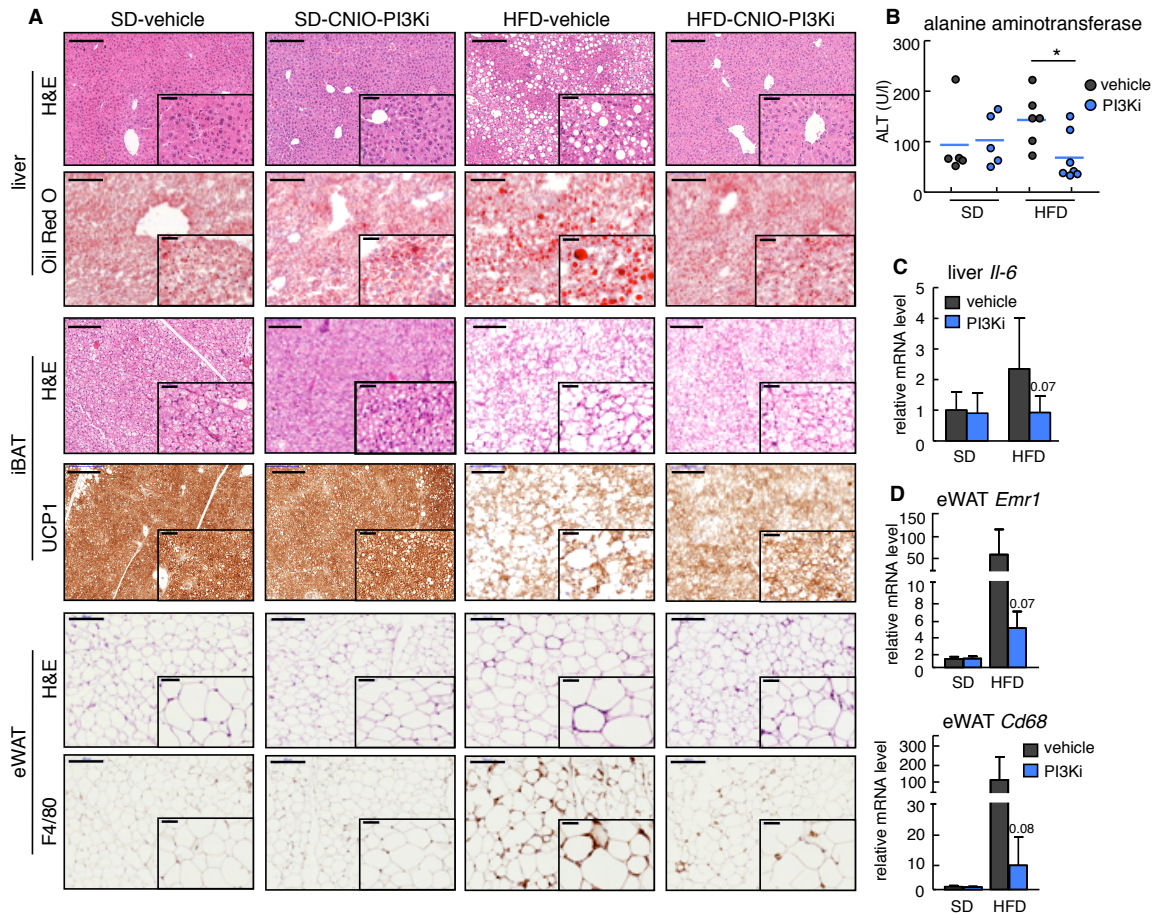 A
SD-vehicle
SD-CNIO-PI3Ki
HFD-vehicle
HFD-CNIO-PI3Ki
liver
H&E
Oil Red O
iBAT
H&E
UCP1
eWAT
H&E
F4/80
B
alanine aminotransferase
ALT (U/l)
300
200
100
0
*
vehicle
PI3Ki
SD
HFD
C
liver Il-6
relative mRNA level
5
4
3
2
1
0
vehicle
PI3Ki
0.07
SD
HFD
D
eWAT Emr1
relative mRNA level
150
100
50
10
8
6
4
2
0
0.07
SD
HFD
eWAT Cd68
relative mRNA level
300
200
100
30
20
10
0
vehicle
PI3Ki
0.08
SD
HFD